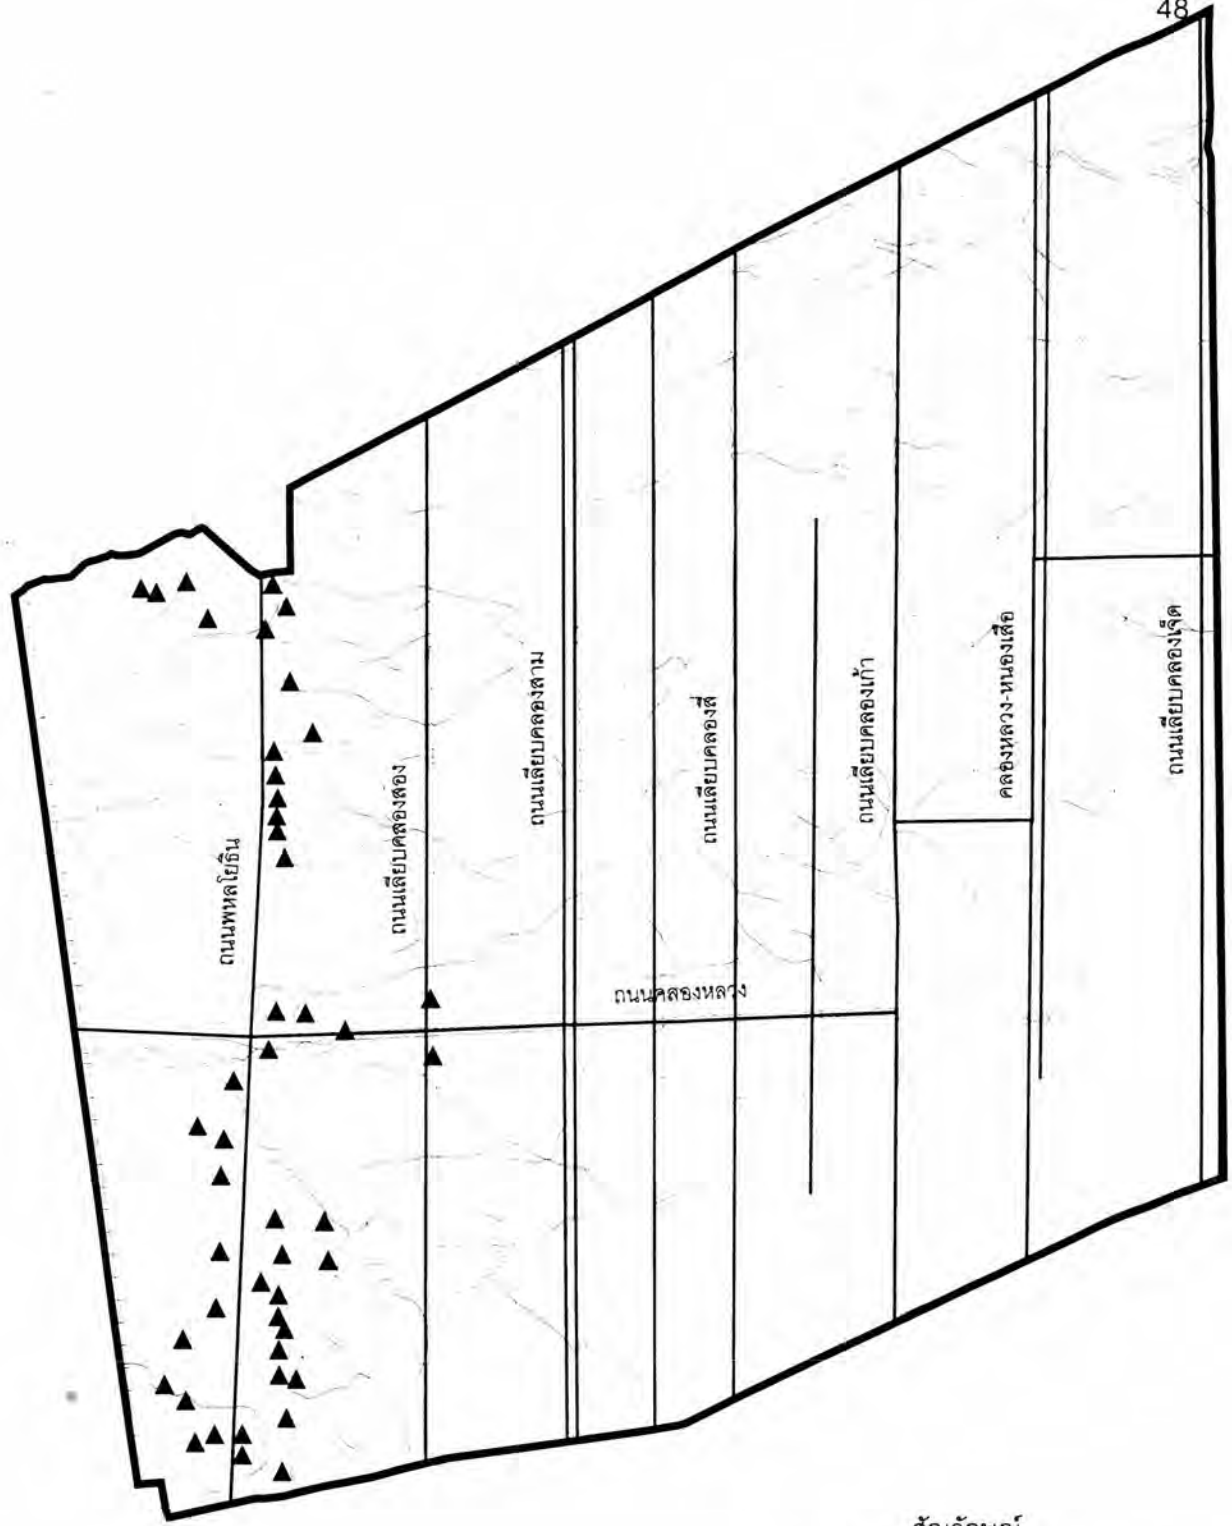 48
ถนนพหลโยธิน
ถนนเลียบคลองสอง
ถนนเลียบคลองสาม
ถนนคลองหลวง
ถนนเลียบคลองสี่
ถนนเลียบคลองเก้า
คลองหลวง-หนองเสือ
ถนนเลียบคลองเจ็ด